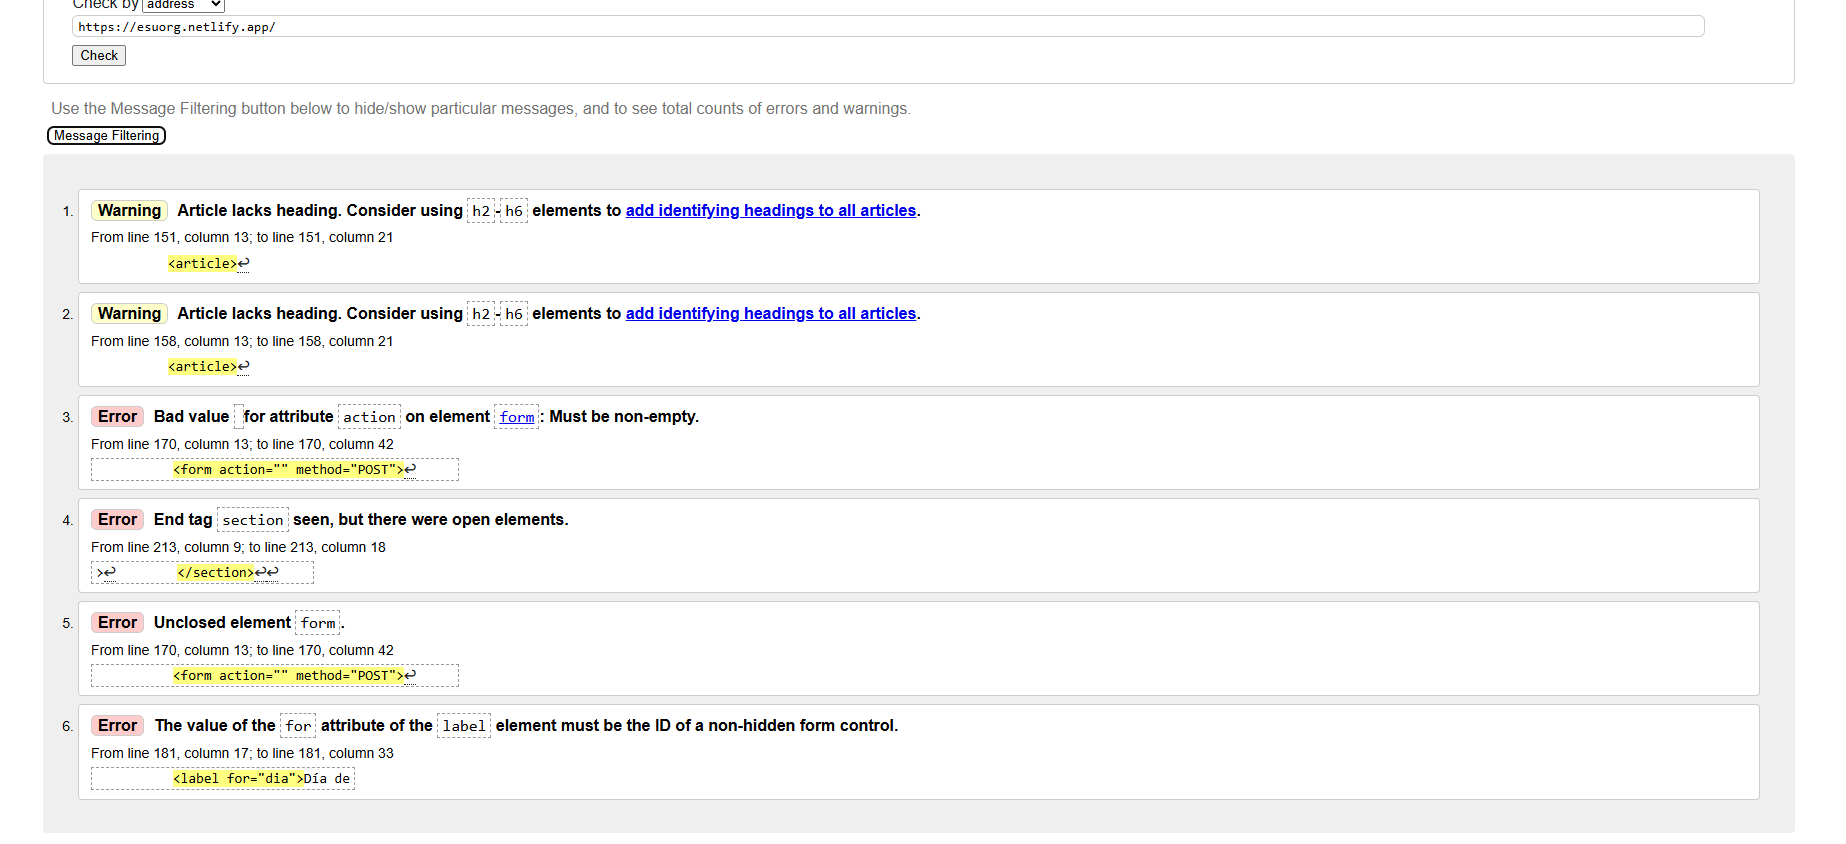 Check by address
https://esuorg.netlify.app/
Check
Use the Message Filtering button below to hide/show particular messages, and to see total counts of errors and warnings.
Message Filtering
1. Warning Article lacks heading. Consider using h2-h6 elements to add identifying headings to all articles.
From line 151, column 13; to line 151, column 21
<article>↩
2. Warning Article lacks heading. Consider using h2-h6 elements to add identifying headings to all articles.
From line 158, column 13; to line 158, column 21
<article>↩
3. Error Bad value for attribute action on element form: Must be non-empty.
From line 170, column 13; to line 170, column 42
<form action="" method="POST">↩
4. Error End tag section seen, but there were open elements.
From line 213, column 9; to line 213, column 18
>↩ </section>↩↩
5. Error Unclosed element form.
From line 170, column 13; to line 170, column 42
<form action="" method="POST">↩
6. Error The value of the for attribute of the label element must be the ID of a non-hidden form control.
From line 181, column 17; to line 181, column 33
<label for="dia">Día de